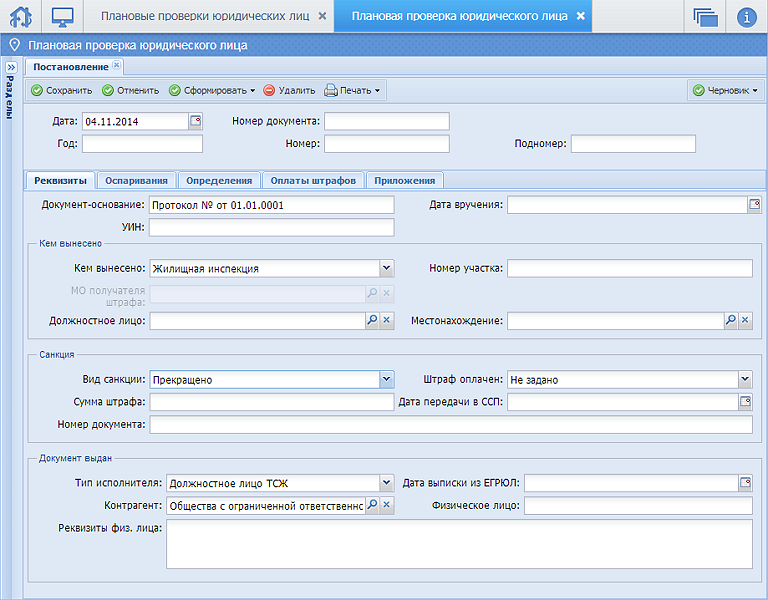 Плановые проверки юридических лиц
Плановая проверка юридического лица
Плановая проверка юридического лица
Разделы
Постановление
Сохранить Отменить Сформировать Удалить Печать Черновик
Дата: 04.11.2014 Номер документа:
Год: Номер: Подномер:
Реквизиты Оспаривания Определения Оплаты штрафов Приложения
Документ-основание: Протокол № от 01.01.0001 Дата вручения:
УИН:
Кем вынесено
Кем вынесено: Жилищная инспекция Номер участка:
МО получателя
штрафа:
Должностное лицо: Местонахождение:
Санкция
Вид санкции: Прекращено Штраф оплачен: Не задано
Сумма штрафа: Дата передачи в ССП:
Номер документа:
Документ выдан
Тип исполнителя: Должностное лицо ТСЖ Дата выписки из ЕГРЮЛ:
Контрагент: Общества с ограниченной ответственнс Физическое лицо:
Реквизиты физ. лица: